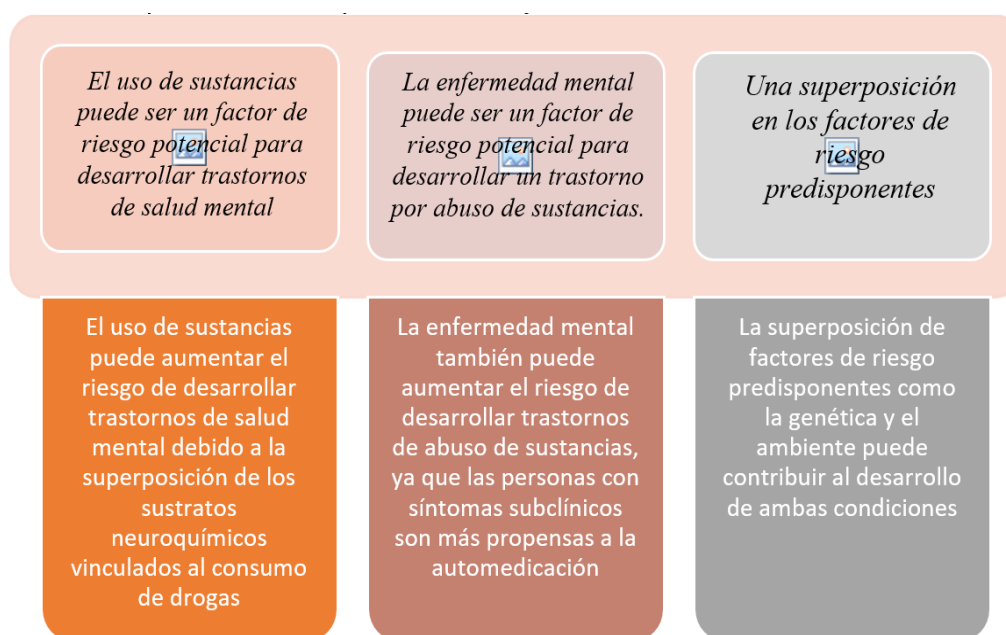 El uso de sustancias
puede ser un factor de
riesgo potencial para
desarrollar trastornos
de salud mental
La enfermedad mental
puede ser un factor de
riesgo potencial para
desarrollar un trastorno
por abuso de sustancias.
Una superposición
en los factores de
riesgo
predisponentes
El uso de sustancias
puede aumentar el
riesgo de desarrollar
trastornos de salud
mental debido a la
superposición de los
sustratos
neuroquímicos
vinculados al consumo
de drogas
La enfermedad mental
también puede
aumentar el riesgo de
desarrollar trastornos
de abuso de sustancias,
ya que las personas con
síntomas subclínicos
son más propensas a la
automedicación
La superposición de
factores de riesgo
predisponentes como
la genética y el
ambiente puede
contribuir al desarrollo
de ambas condiciones